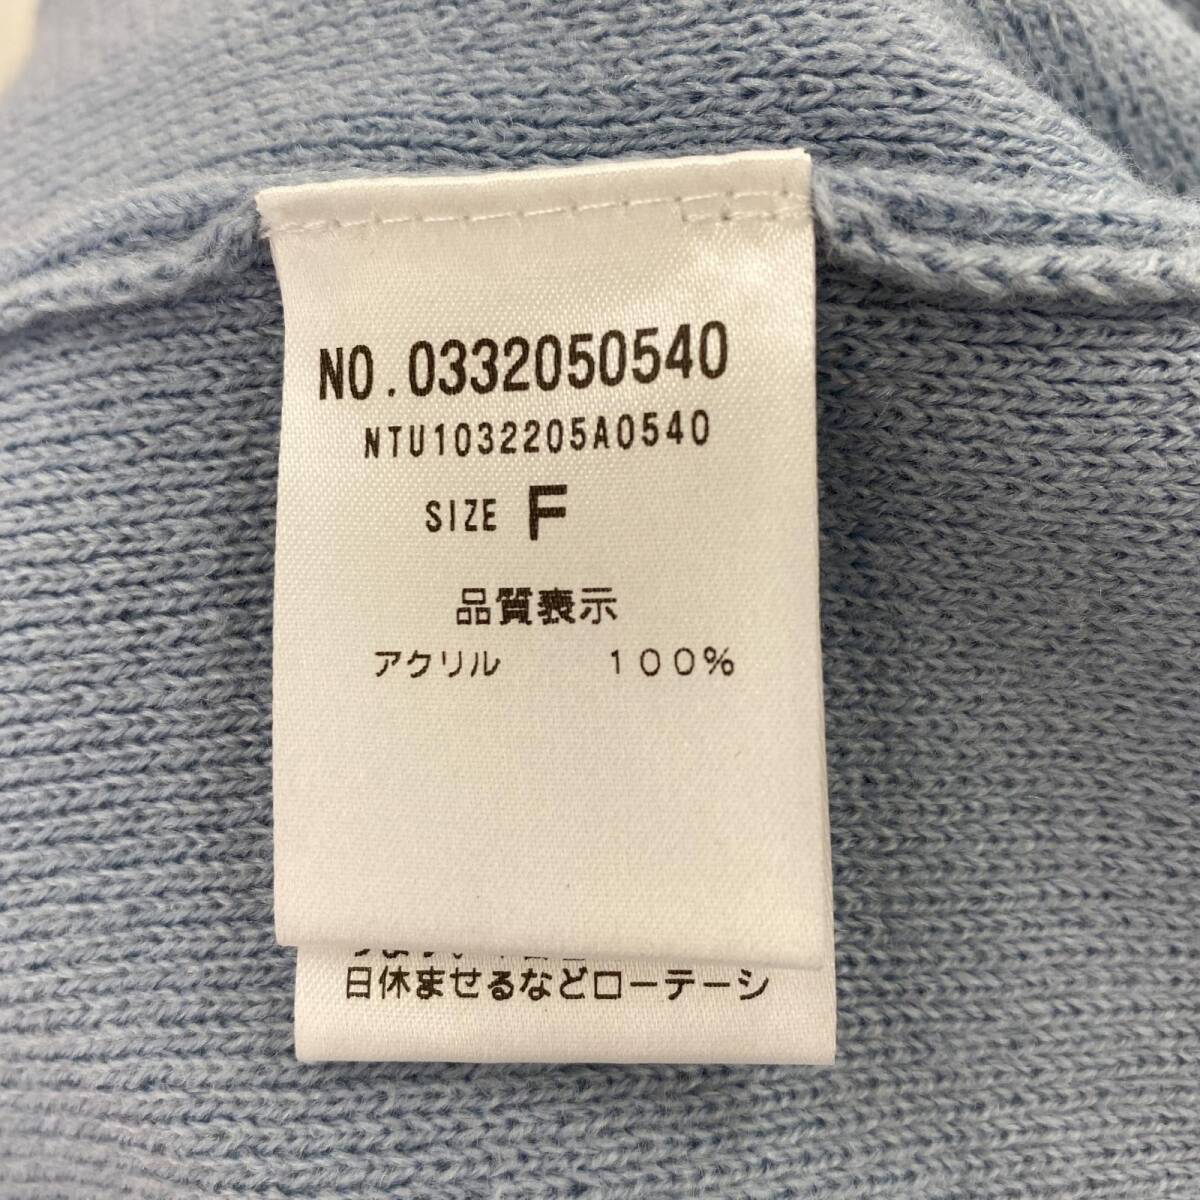 NO.0332050540
NTU1032205A0540
SIZE F
品質表示
アクリル 100%
日休ませるなどローテーシ